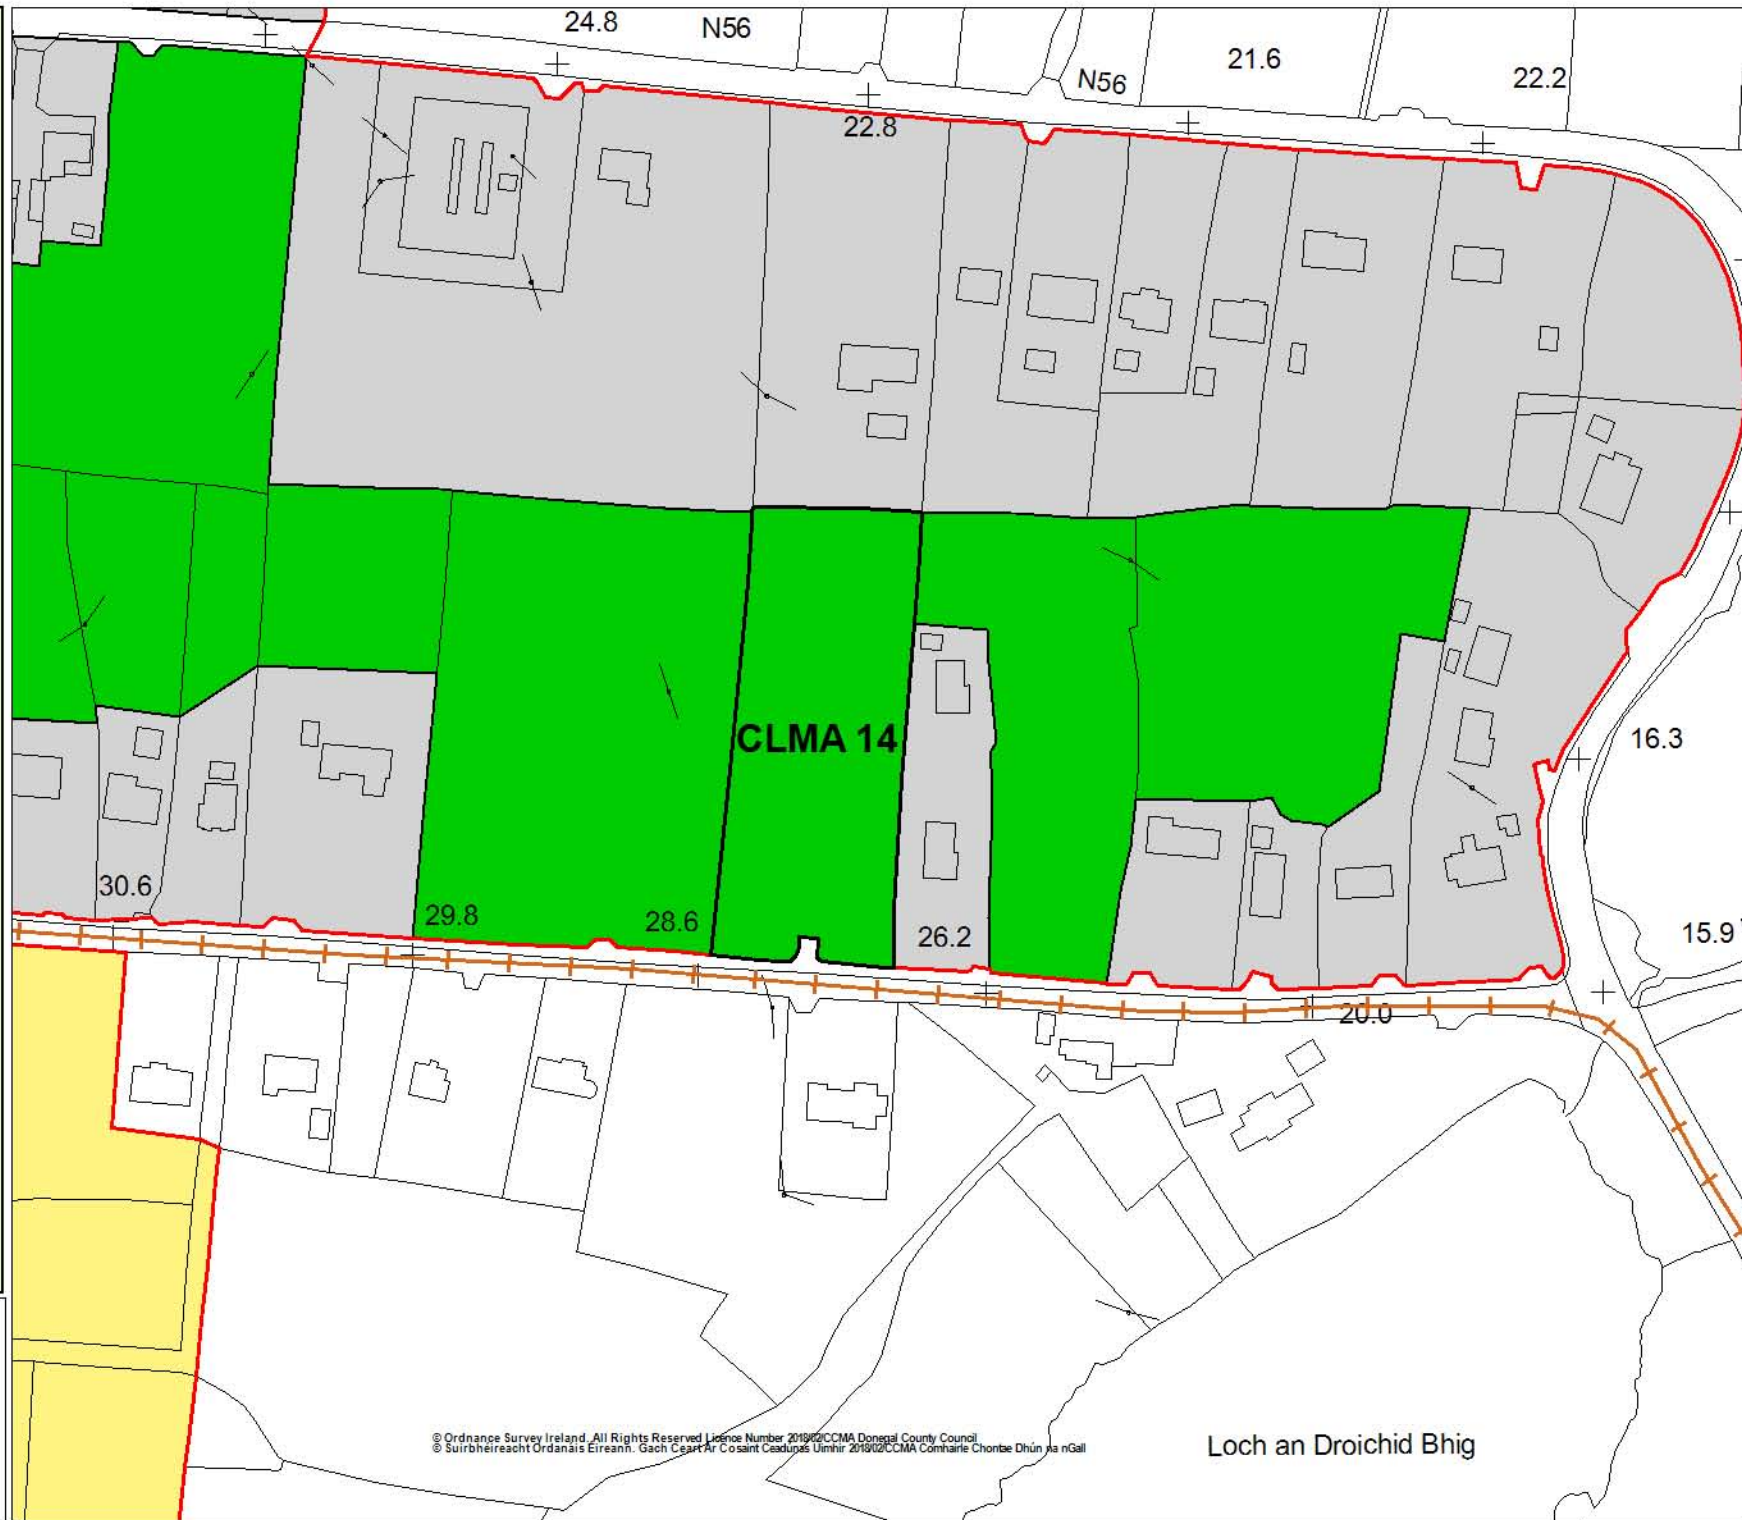 24.8
N56
21.6
N56
22.2
22.8
CLMA 14
16.3
30.6
29.8
28.6
26.2
15.9
20.0
© Ordnance Survey Ireland. All Rights Reserved Licence Number 2018/02/CCMA Donegal County Council
© Suirbhéireacht Ordanáis Éireann. Gach Ceart Ar Cosaint Ceadúnas Uimhir 2018/02/CCMA Comhairle Chontae Dhún na nGall
Loch an Droichid Bhig